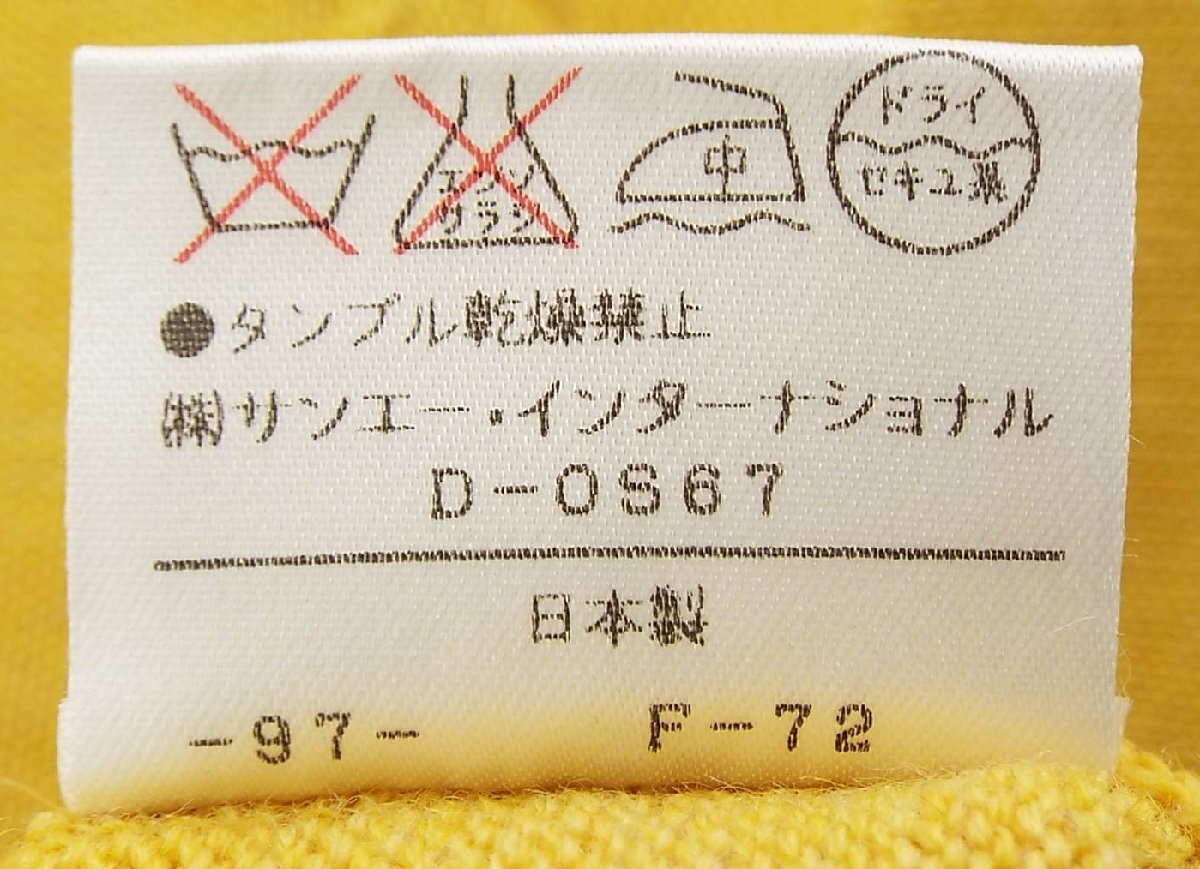 エンソ
サラシ
中
ドライ
セキユ系
●タンブル乾燥禁止
(株)サンエー・インターナショナル
D-0S67
日本製
-97- F-72